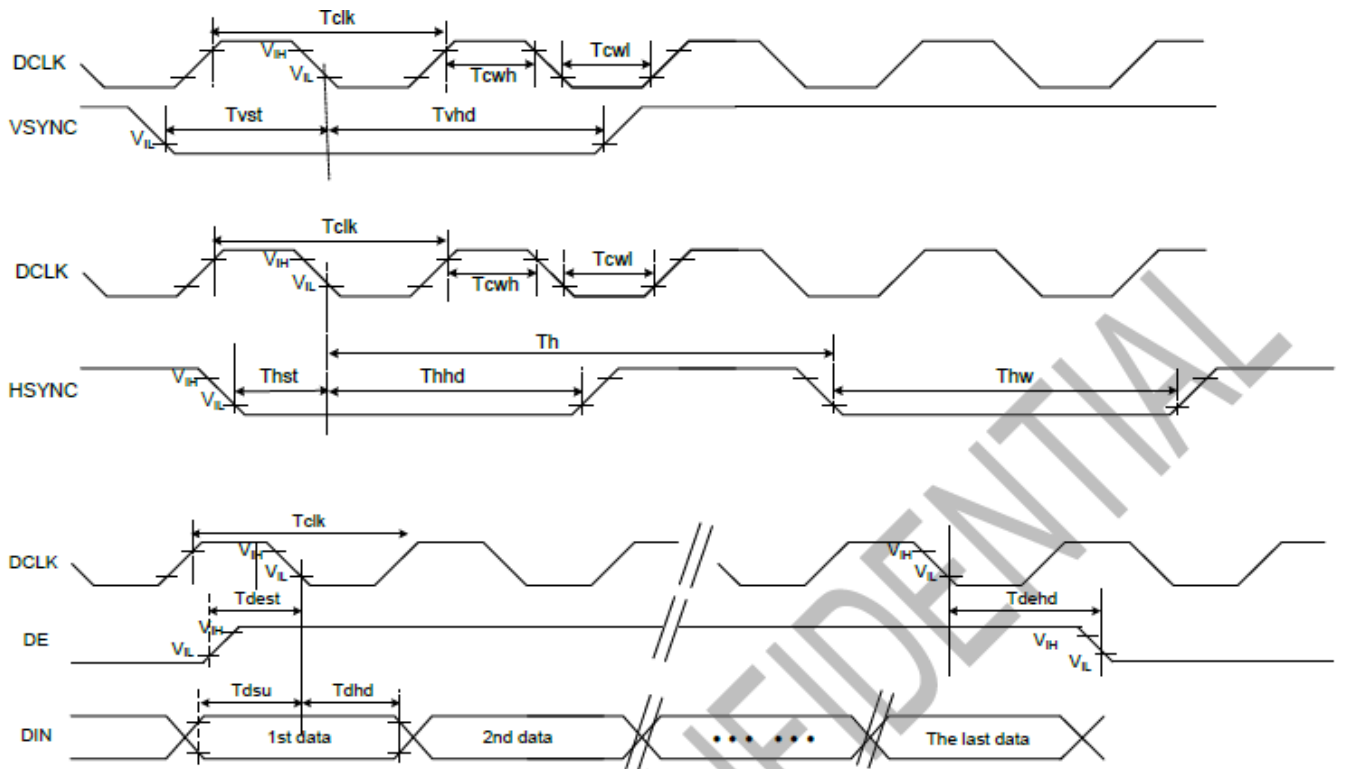 Tclk
DCLK
VIH
VIL
Tcwh
Tcwl
VSYNC
VIL
Tvst
Tvhd
Tclk
DCLK
VIH
VIL
Tcwh
Tcwl
Th
HSYNC
VIH
VIL
Thst
Thhd
Thw
Tclk
DCLK
VIH
VIL
VIH
VIL
Tdest
Tdehd
DE
VIH
VIL
VIH
VIL
Tdsu
Tdhd
DIN
1st data
2nd data
• • • • • •
The last data
FIDENTIAL